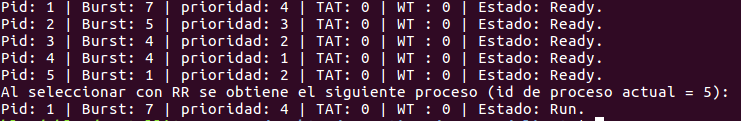 Pid: 1 | Burst: 7 | prioridad: 4 | TAT: 0 | WT : 0 | Estado: Ready.
Pid: 2 | Burst: 5 | prioridad: 3 | TAT: 0 | WT : 0 | Estado: Ready.
Pid: 3 | Burst: 4 | prioridad: 2 | TAT: 0 | WT : 0 | Estado: Ready.
Pid: 4 | Burst: 4 | prioridad: 1 | TAT: 0 | WT : 0 | Estado: Ready.
Pid: 5 | Burst: 1 | prioridad: 2 | TAT: 0 | WT : 0 | Estado: Ready.
Al seleccionar con RR se obtiene el siguiente proceso (id de proceso actual = 5):
Pid: 1 | Burst: 7 | prioridad: 4 | TAT: 0 | WT : 0 | Estado: Run.